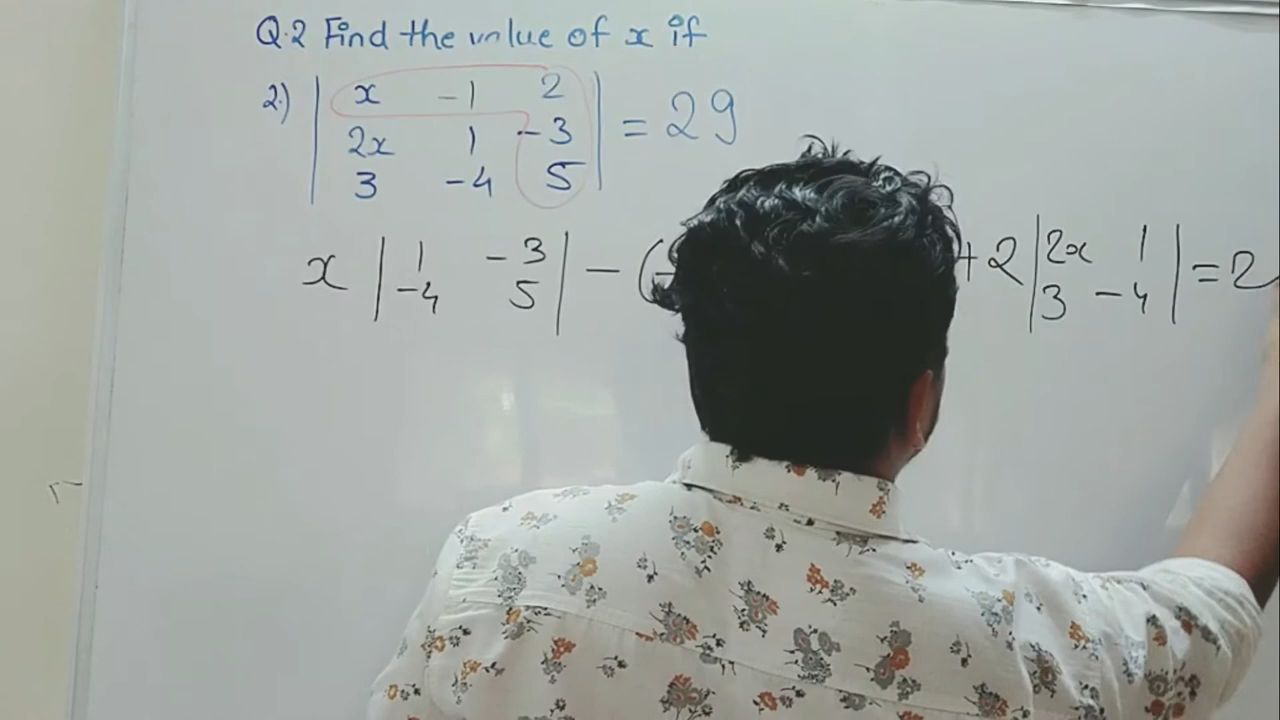 Q.2 Find the value of x if
2.) | x -1 2 | = 29
| 2x 1 -3 |
| 3 -4 5 |
x | 1 -3 | - (- +2 | 2x 1 | = 2
| -4 5 | | 3 -4 |